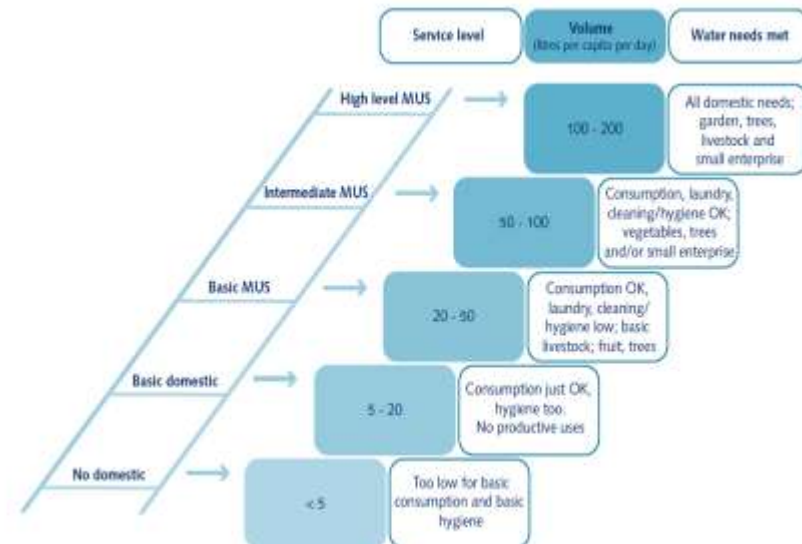 Service level
Volume
(litres per capita per day)
Water needs met
High level MUS
100 - 200
All domestic needs;
garden, trees,
livestock and
small enterprise
Intermediate MUS
50 - 100
Consumption, laundry,
cleaning/hygiene OK;
vegetables, trees
and/or small enterprise
Basic MUS
20 - 50
Consumption OK,
laundry, cleaning/
hygiene low; basic
livestock; fruit, trees
Basic domestic
5 - 20
Consumption just OK,
hygiene too.
No productive uses
No domestic
< 5
Too low for basic
consumption and basic
hygiene